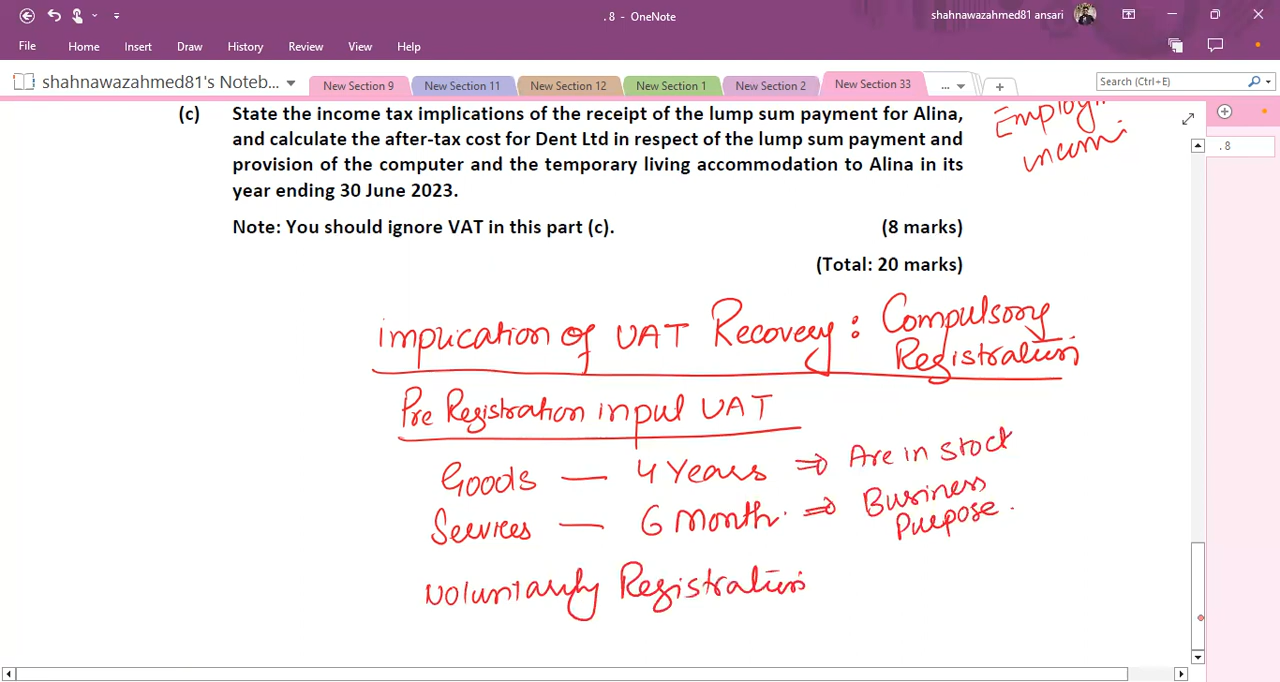 .8 - OneNote
shahnawazahmed81 ansari
File Home Insert Draw History Review View Help
shahnawazahmed81's Noteb...
New Section 9
New Section 11
New Section 12
New Section 1
New Section 2
New Section 33
...
Search (Ctrl+E)
.8
(c) State the income tax implications of the receipt of the lump sum payment for Alina,
and calculate the after-tax cost for Dent Ltd in respect of the lump sum payment and
provision of the computer and the temporary living accommodation to Alina in its
year ending 30 June 2023.
Note: You should ignore VAT in this part (c). (8 marks)
(Total: 20 marks)
implication of VAT Recovery : Compulsory
Registration
Pre Registration input VAT
Goods — 4 Years ⇒ Are in stock
Services — 6 Month ⇒ Business
Purpose.
Voluntarily Registration